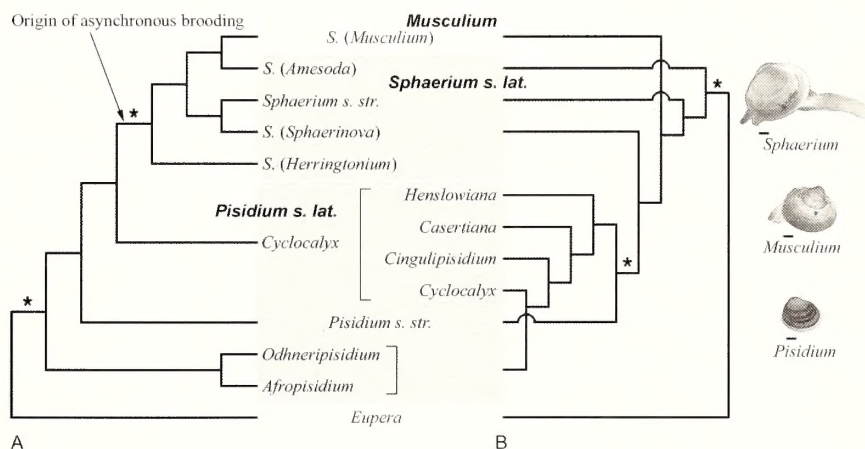 Origin of asynchronous brooding
Musculium
S. (Musculium)
S. (Amesoda)
Sphaerium s. lat.
Sphaerium s. str.
S. (Sphaerinova)
S. (Herringtonium)
Pisidium s. lat.
Henslowiana
Casertiana
Cyclocalyx
Cingulipisidium
Cyclocalyx
Pisidium s. str.
Odhneripisidium
Afropisidium
Eupera
A
B
*
*
*
*
Sphaerium
Musculium
Pisidium